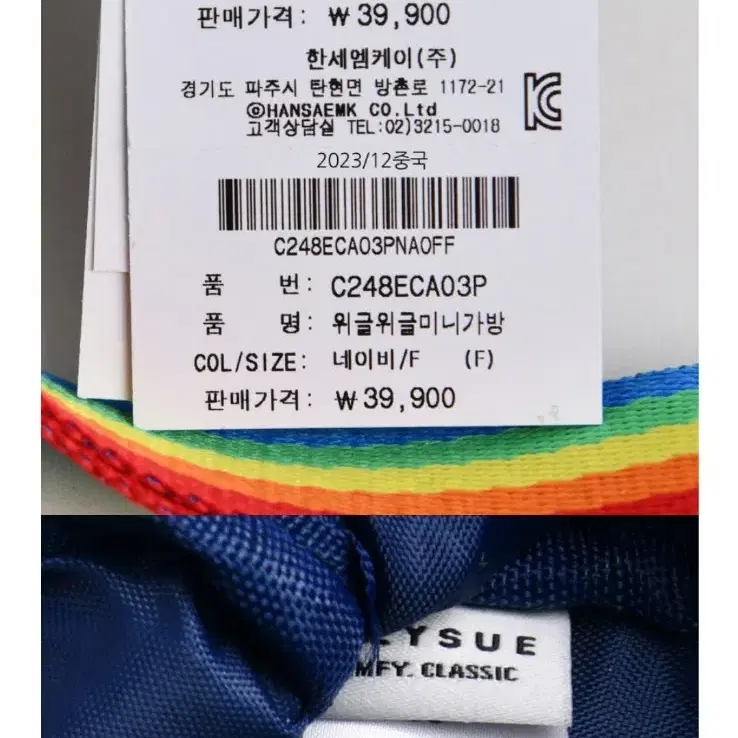 판매가격: ₩ 39,900
한세엠케이(주)
경기도 파주시 탄현면 방촌로 1172-21
©HANSAEMK CO.Ltd
고객상담실 TEL:02)3215-0018
2023/12중국
C248ECA03PNA0FF
품 번: C248ECA03P
품 명: 위글위글미니가방
COL/SIZE: 네이비/F (F)
판매가격: ₩ 39,900
LYSUE
MFY. CLASSIC